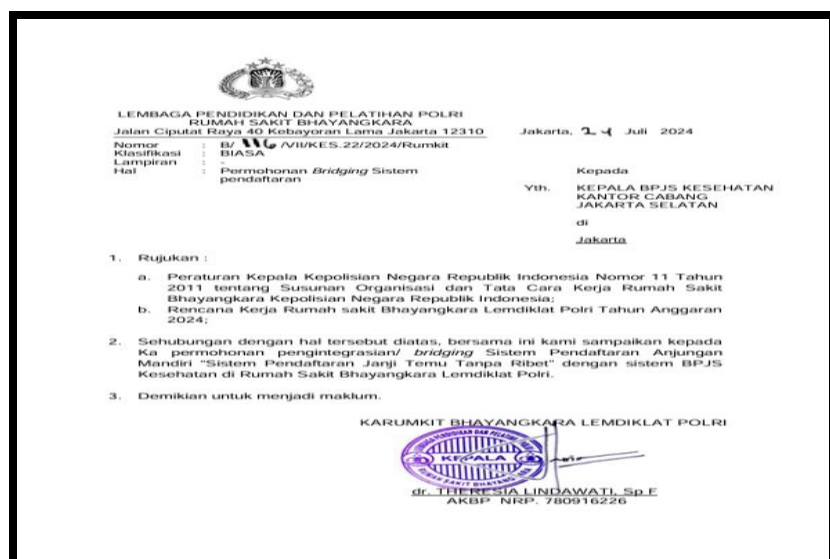 LEMBAGA PENDIDIKAN DAN PELATIHAN POLRI
RUMAH SAKIT BHAYANGKARA
Jalan Ciputat Raya 40 Kebayoran Lama Jakarta 12310
Jakarta, 24 Juli 2024
Nomor : B/ 116 /VII/KES.22/2024/Rumkit
Klasifikasi : BIASA
Lampiran : -
Hal : Permohonan Bridging Sistem
pendaftaran
Kepada
Yth. KEPALA BPJS KESEHATAN
KANTOR CABANG
JAKARTA SELATAN
di
Jakarta
1. Rujukan :
a. Peraturan Kepala Kepolisian Negara Republik Indonesia Nomor 11 Tahun
2011 tentang Susunan Organisasi dan Tata Cara Kerja Rumah Sakit
Bhayangkara Kepolisian Negara Republik Indonesia;
b. Rencana Kerja Rumah sakit Bhayangkara Lemdiklat Polri Tahun Anggaran
2024;
2. Sehubungan dengan hal tersebut diatas, bersama ini kami sampaikan kepada
Ka permohonan pengintegrasian/ bridging Sistem Pendaftaran Anjungan
Mandiri "Sistem Pendaftaran Janji Temu Tanpa Ribet" dengan sistem BPJS
Kesehatan di Rumah Sakit Bhayangkara Lemdiklat Polri.
3. Demikian untuk menjadi maklum.
KARUMKIT BHAYANGKARA LEMDIKLAT POLRI
KEPALA
dr. THERESIA LINDAWATI, Sp F
AKBP NRP. 780916226